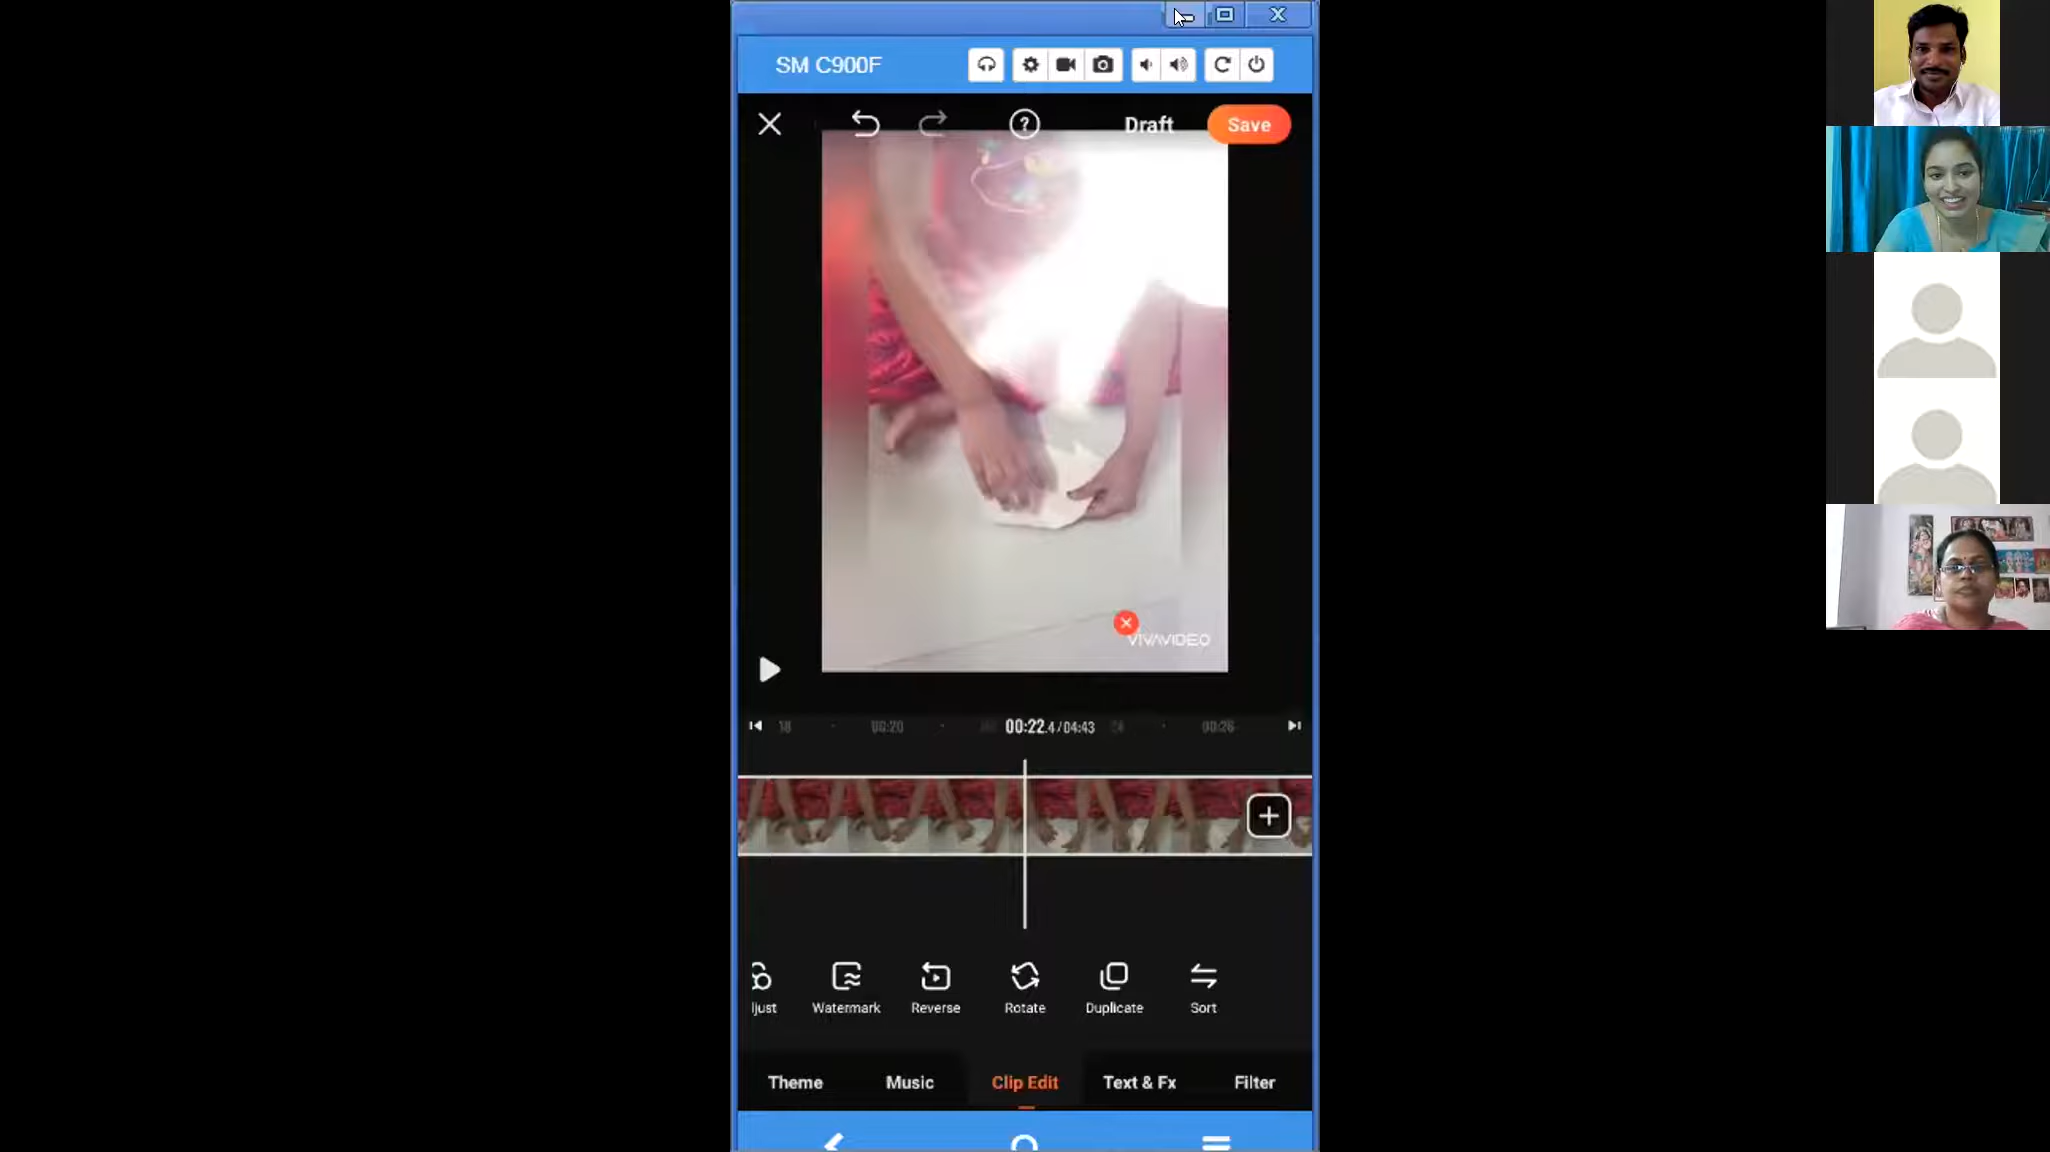 SM C900F
Draft
Save
VIVAVIDEO
18
00:20
00:22.4 / 04:43
00:26
ljust
Watermark
Reverse
Rotate
Duplicate
Sort
Theme
Music
Clip Edit
Text & Fx
Filter